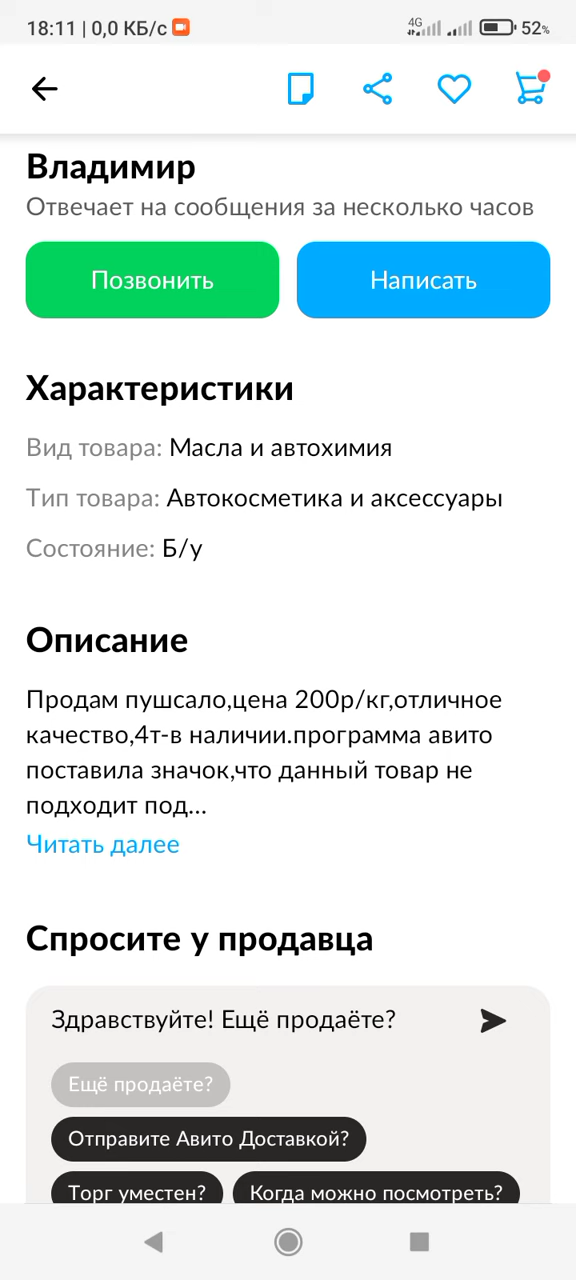 18:11 | 0,0 КБ/с 4G 52%
Владимир
Отвечает на сообщения за несколько часов
Позвонить Написать
Характеристики
Вид товара: Масла и автохимия
Тип товара: Автокосметика и аксессуары
Состояние: Б/у
Описание
Продам пушсало,цена 200р/кг,отличное
качество,4т-в наличии.программа авито
поставила значок,что данный товар не
подходит под...
Читать далее
Спросите у продавца
Здравствуйте! Ещё продаёте?
Ещё продаёте?
Отправите Авито Доставкой?
Торг уместен? Когда можно посмотреть?